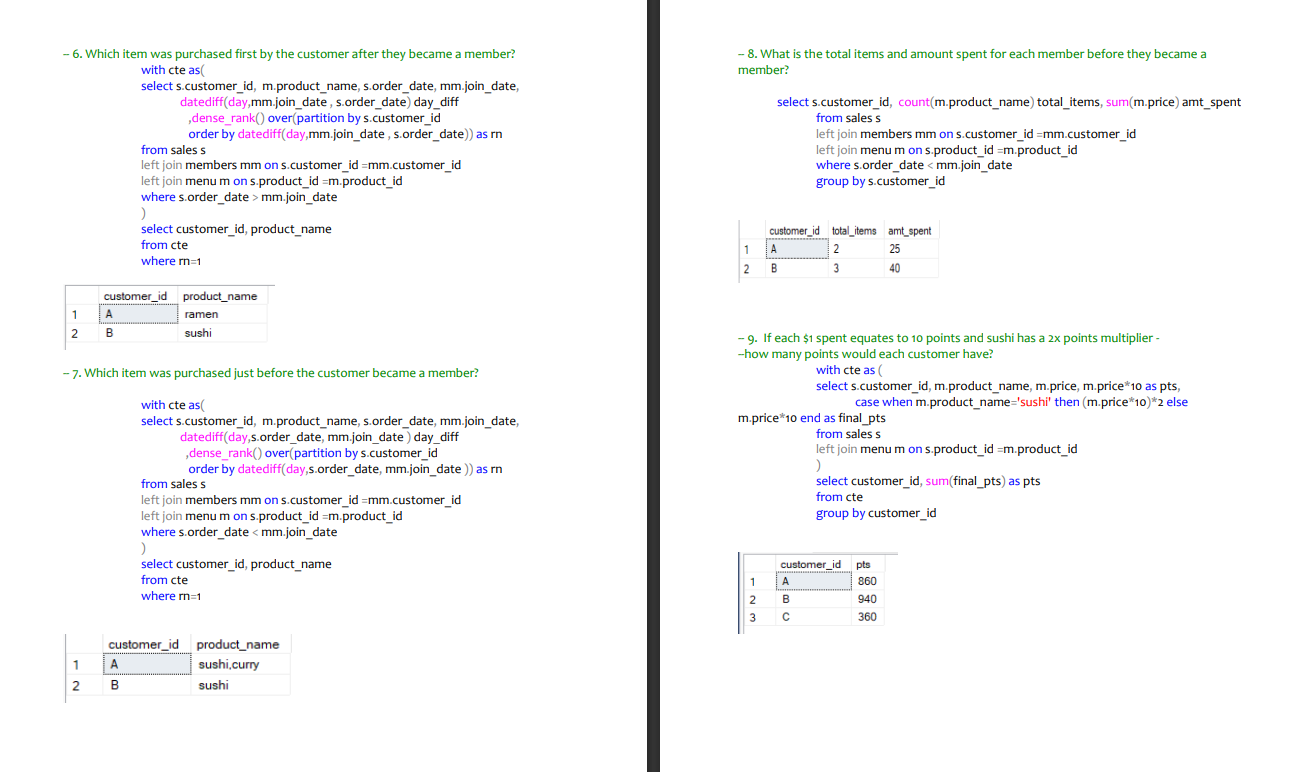 -- 6. Which item was purchased first by the customer after they became a member?
with cte as(
select s.customer_id, m.product_name, s.order_date, mm.join_date,
datediff(day,mm.join_date , s.order_date) day_diff
,dense_rank() over(partition by s.customer_id
order by datediff(day,mm.join_date , s.order_date)) as rn
from sales s
left join members mm on s.customer_id =mm.customer_id
left join menu m on s.product_id =m.product_id
where s.order_date > mm.join_date
)
select customer_id, product_name
from cte
where rn=1
customer_id product_name
1 A ramen
2 B sushi
-- 7. Which item was purchased just before the customer became a member?
with cte as(
select s.customer_id, m.product_name, s.order_date, mm.join_date,
datediff(day,s.order_date, mm.join_date ) day_diff
,dense_rank() over(partition by s.customer_id
order by datediff(day,s.order_date, mm.join_date )) as rn
from sales s
left join members mm on s.customer_id =mm.customer_id
left join menu m on s.product_id =m.product_id
where s.order_date < mm.join_date
)
select customer_id, product_name
from cte
where rn=1
customer_id product_name
1 A sushi,curry
2 B sushi
-- 8. What is the total items and amount spent for each member before they became a
member?
select s.customer_id, count(m.product_name) total_items, sum(m.price) amt_spent
from sales s
left join members mm on s.customer_id =mm.customer_id
left join menu m on s.product_id =m.product_id
where s.order_date < mm.join_date
group by s.customer_id
customer_id total_items amt_spent
1 A 2 25
2 B 3 40
-- 9. If each $1 spent equates to 10 points and sushi has a 2x points multiplier -
--how many points would each customer have?
with cte as (
select s.customer_id, m.product_name, m.price, m.price*10 as pts,
case when m.product_name='sushi' then (m.price*10)*2 else
m.price*10 end as final_pts
from sales s
left join menu m on s.product_id =m.product_id
)
select customer_id, sum(final_pts) as pts
from cte
group by customer_id
customer_id pts
1 A 860
2 B 940
3 C 360